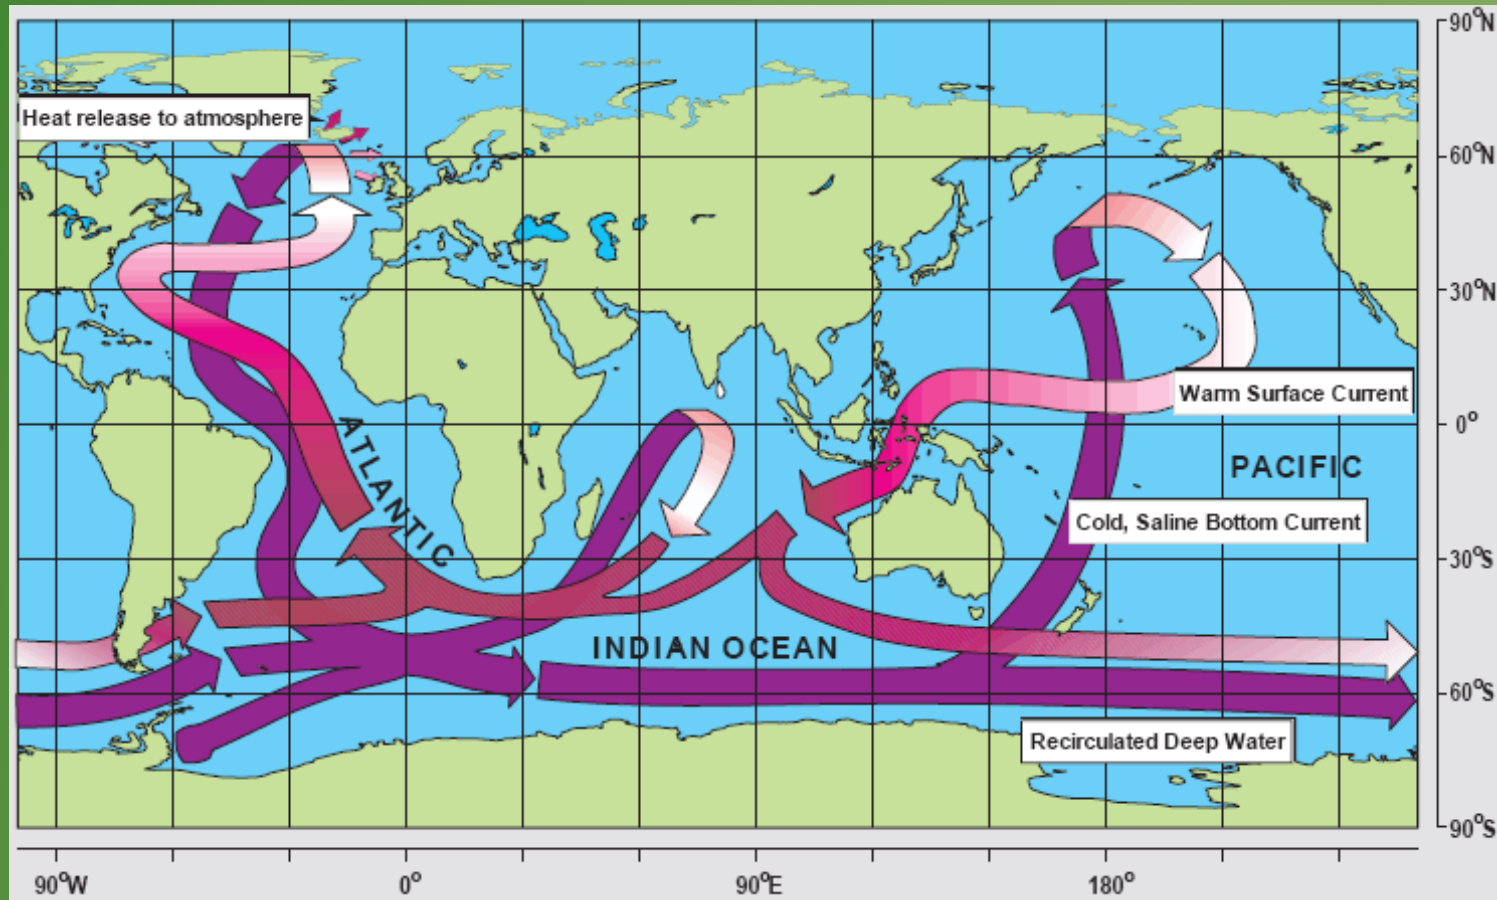 90°N
Heat release to atmosphere
60°N
30°N
Warm Surface Current
0°
ATLANTIC
PACIFIC
Cold, Saline Bottom Current
30°S
INDIAN OCEAN
60°S
Recirculated Deep Water
90°S
90°W 0° 90°E 180°